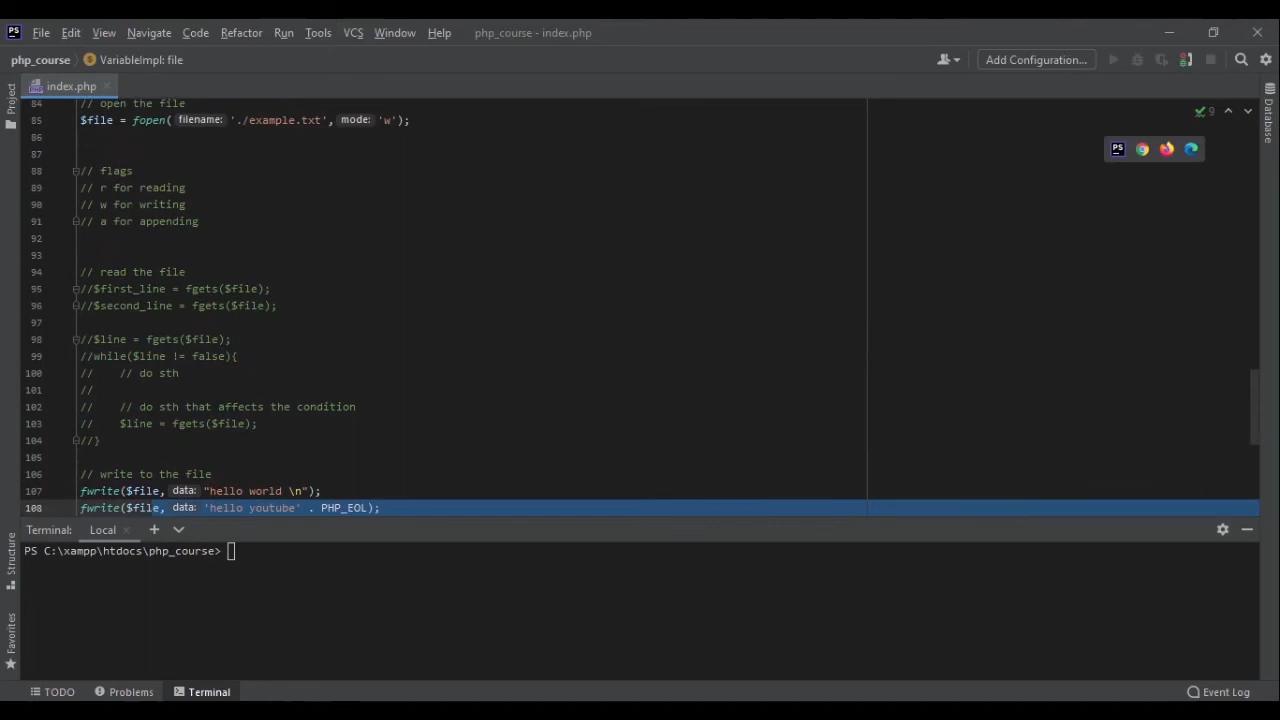 PS File Edit View Navigate Code Refactor Run Tools VCS Window Help php_course - index.php
php_course VariableImpl: file Add Configuration...
Project
index.php
Database
9
84 // open the file
85 $file = fopen( filename: './example.txt', mode: 'w');
86
87
88 // flags
89 // r for reading
90 // w for writing
91 // a for appending
92
93
94 // read the file
95 //$first_line = fgets($file);
96 //$second_line = fgets($file);
97
98 //$line = fgets($file);
99 //while($line != false){
100 // // do sth
101 //
102 // // do sth that affects the condition
103 // $line = fgets($file);
104 //}
105
106 // write to the file
107 fwrite($file, data: "hello world \n");
108 fwrite($file, data: 'hello youtube' . PHP_EOL);
PS
Terminal: Local
PS C:\xampp\htdocs\php_course>
Structure
Favorites
TODO Problems Terminal Event Log